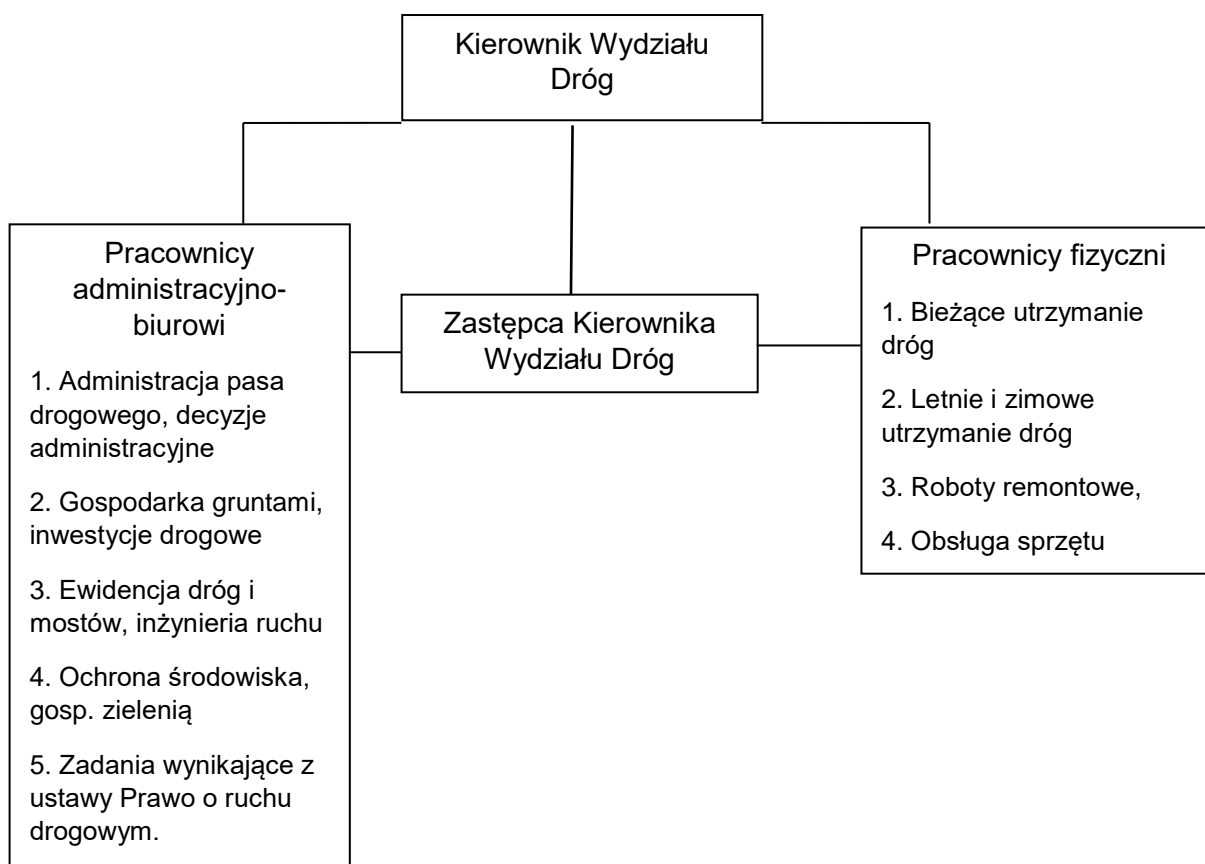 Kierownik Wydziału
Dróg
Pracownicy
administracyjno-
biurowi
1. Administracja pasa
drogowego, decyzje
administracyjne
2. Gospodarka gruntami,
inwestycje drogowe
3. Ewidencja dróg i
mostów, inżynieria ruchu
4. Ochrona środowiska,
gosp. zielenią
5. Zadania wynikające z
ustawy Prawo o ruchu
drogowym.
Zastępca Kierownika
Wydziału Dróg
Pracownicy fizyczni
1. Bieżące utrzymanie
dróg
2. Letnie i zimowe
utrzymanie dróg
3. Roboty remontowe,
4. Obsługa sprzętu